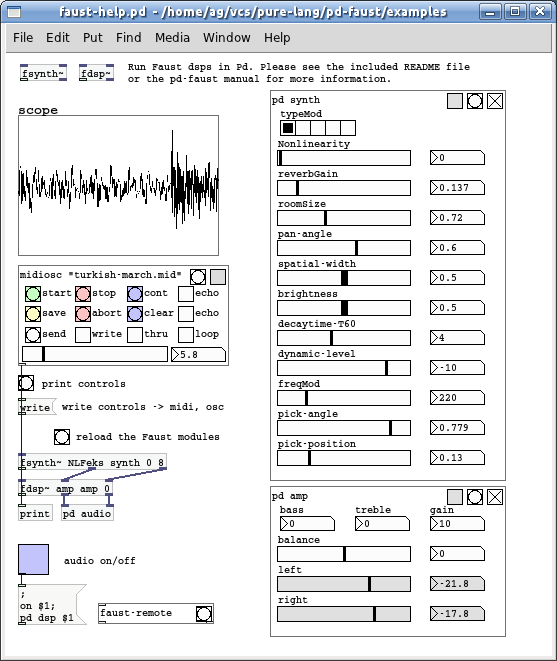 faust-help.pd - /home/ag/vcs/pure-lang/pd-faust/examples
File Edit Put Find Media Window Help
fsynth~ fdsp~
Run Faust dsps in Pd. Please see the included README file
or the pd-faust manual for more information.
scope
midiosc "turkish-march.mid"
start stop cont echo
save abort clear echo
send write thru loop
5.8
print controls
write write controls -> midi, osc
reload the Faust modules
fsynth~ NLFeks synth 0 8
fdsp~ amp amp 0
print pd audio
audio on/off
;
on $1;
pd dsp $1
faust-remote
pd synth
typeMod
Nonlinearity
0
reverbGain
0.137
roomSize
0.72
pan-angle
0.6
spatial-width
0.5
brightness
0.5
decaytime-T60
4
dynamic-level
-10
freqMod
220
pick-angle
0.779
pick-position
0.13
pd amp
bass treble gain
0 0 10
balance
0
left
-21.8
right
-17.8